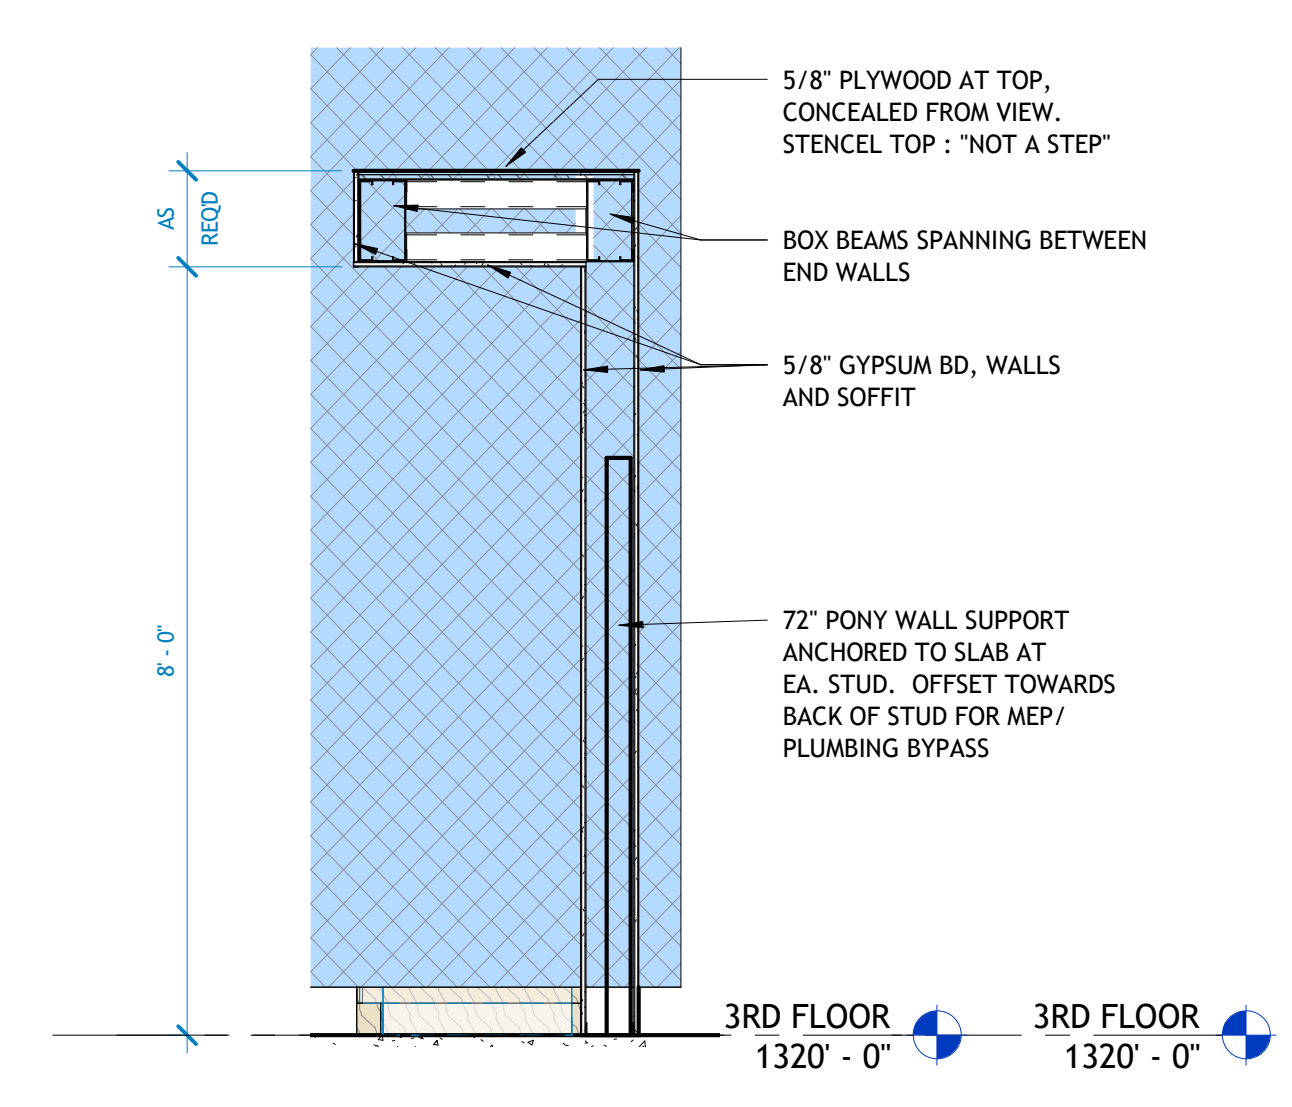 5/8" PLYWOOD AT TOP,
CONCEALED FROM VIEW.
STENCEL TOP : "NOT A STEP"
AS
REQ'D
BOX BEAMS SPANNING BETWEEN
END WALLS
5/8" GYPSUM BD, WALLS
AND SOFFIT
8' - 0"
72" PONY WALL SUPPORT
ANCHORED TO SLAB AT
EA. STUD.  OFFSET TOWARDS
BACK OF STUD FOR MEP/
PLUMBING BYPASS
3RD FLOOR
1320' - 0"
3RD FLOOR
1320' - 0"